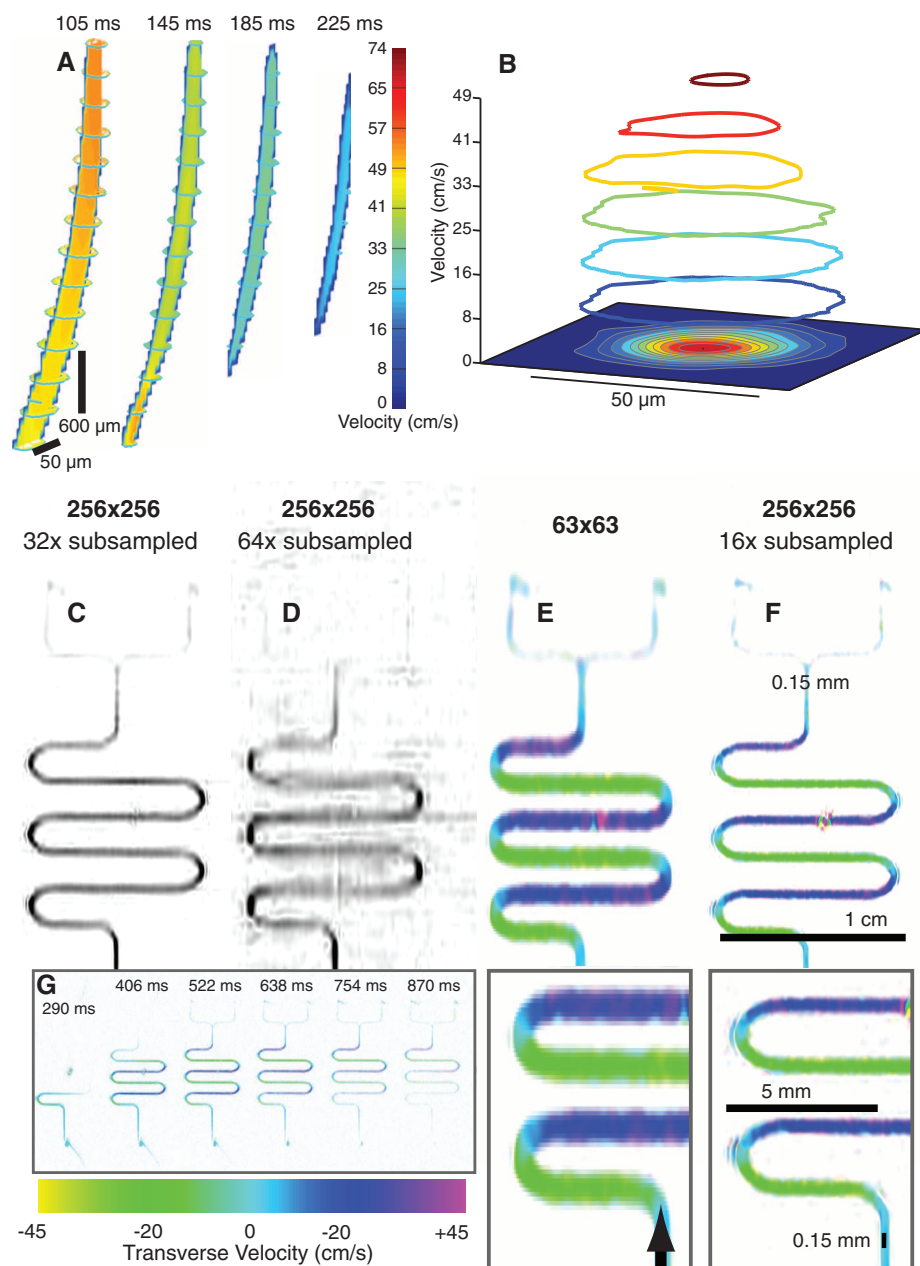 105 ms 145 ms 185 ms 225 ms
A
74
65
57
49
41
33
25
16
8
0
Velocity (cm/s)
600 µm
50 µm
B
Velocity (cm/s)
49
41
33
28
16
8
0
50 µm
256x256
32x subsampled
C
256x256
64x subsampled
D
63x63
E
256x256
16x subsampled
F
0.15 mm
1 cm
G
290 ms
406 ms
522 ms
638 ms
754 ms
870 ms
-45 -20 0 -20 +45
Transverse Velocity (cm/s)
5 mm
0.15 mm